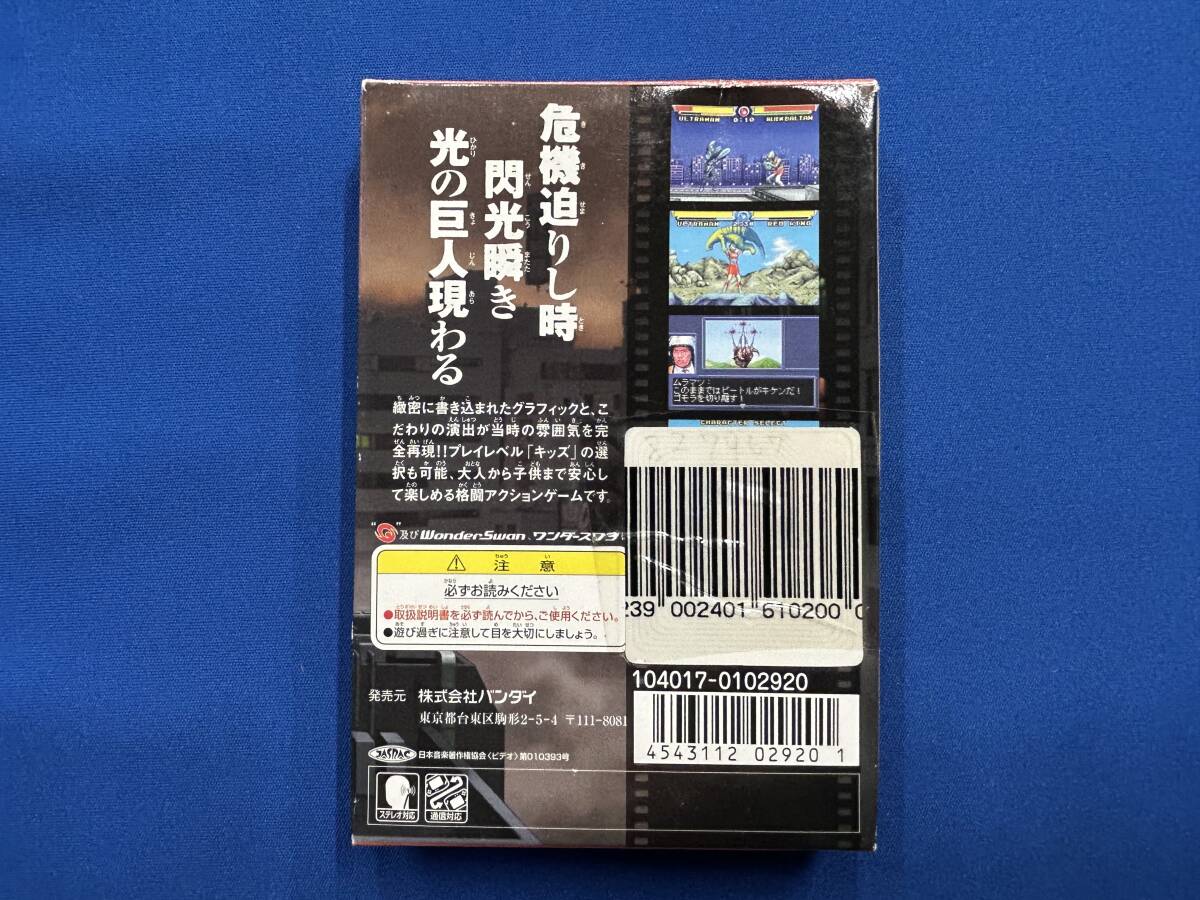 危機迫りし時
閃光瞬き
光の巨人現わる
緻密に書き込まれたグラフィックと、こ
だわりの演出が当時の雰囲気を完
全再現!!プレイレベル「キッズ」の選
択も可能、大人から子供まで安心し
て楽しめる格闘アクションゲームです。
及びWonderSwan、ワンダースワ
⚠ 注意
必ずお読みください
●取扱説明書を必ず読んでから、ご使用ください。
●遊び過ぎに注意して目を大切にしましょう。
発売元 株式会社バンダイ
東京都台東区駒形2-5-4 〒111-8081
JASRAC 日本音楽著作権協会〈ビデオ〉第010393号
ステレオ対応
通信対応
ULTRAMAN 0:10 ALIEN BALTAN
ULTRAMAN RED KING
ムラマツ:
このままではビートルがキケンだ!
ゴモラを切り離す!
CHARACTER SELECT
239 002401 610200 0
104017-0102920
4543112 02920 1